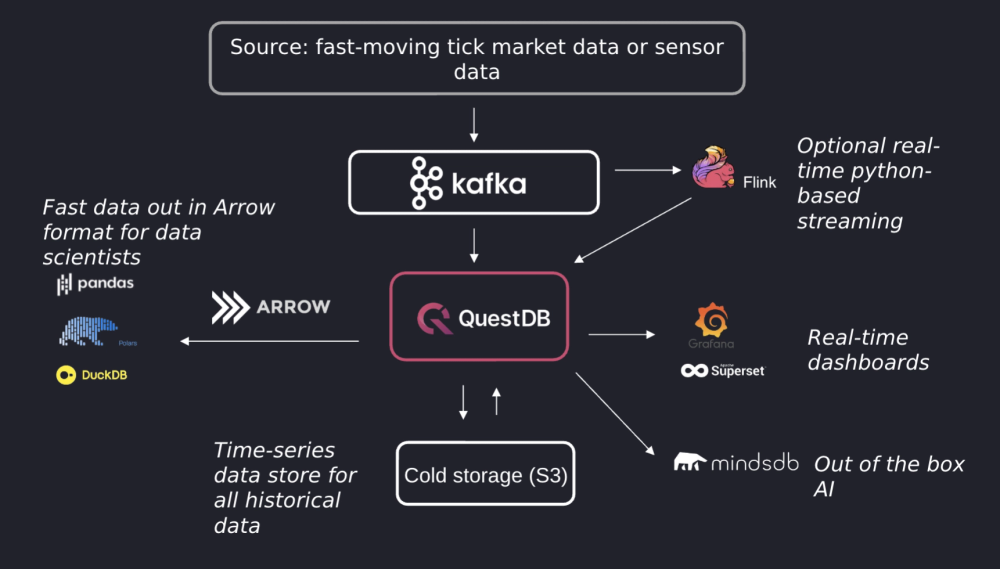 Source: fast-moving tick market data or sensor
data
kafka
Flink
Optional real-
time python-
based
streaming
Fast data out in Arrow
format for data
scientists
pandas
Polars
DuckDB
ARROW
QuestDB
Grafana
APACHE
Superset
Real-time
dashboards
Time-series
data store for
all historical
data
Cold storage (S3)
mindsdb
Out of the box
AI